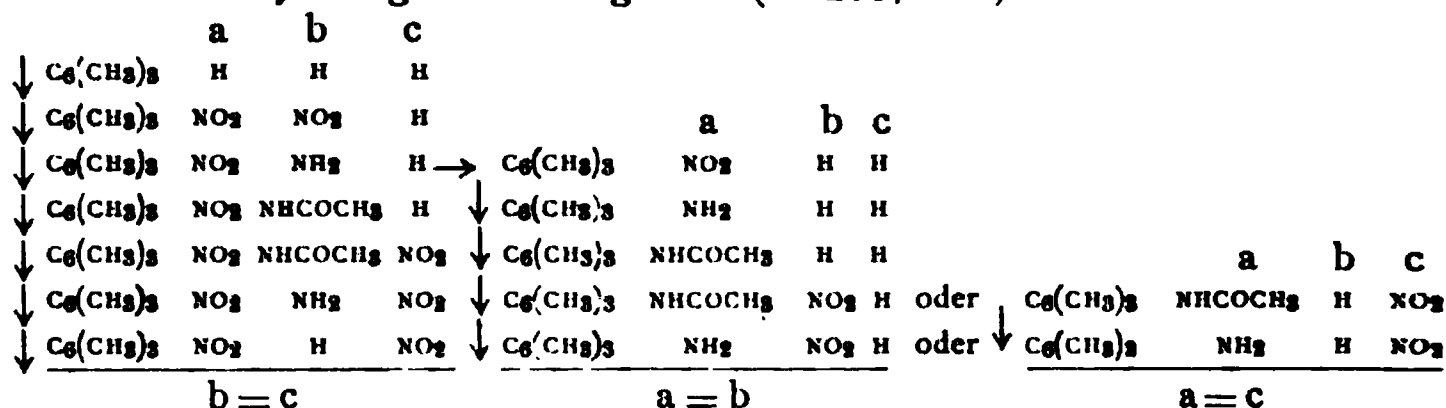 a b c
↓ C₆(CH₃)₃ H H H
↓ C₆(CH₃)₃ NO₂ NO₂ H a b c
↓ C₆(CH₃)₃ NO₂ NH₂ H → C₆(CH₃)₃ NO₂ H H
↓ C₆(CH₃)₃ NO₂ NHCOCH₃ H ↓ C₆(CH₃)₃ NH₂ H H
↓ C₆(CH₃)₃ NO₂ NHCOCH₃ NO₂ ↓ C₆(CH₃)₃ NHCOCH₃ H H a b c
↓ C₆(CH₃)₃ NO₂ NH₂ NO₂ ↓ C₆(CH₃)₃ NHCOCH₃ NO₂ H oder C₆(CH₃)₃ NHCOCH₃ H NO₂
↓ C₆(CH₃)₃ NO₂ H NO₂ ↓ C₆(CH₃)₃ NH₂ NO₂ H oder ↓ C₆(CH₃)₃ NH₂ H NO₂
b = c a = b a = c